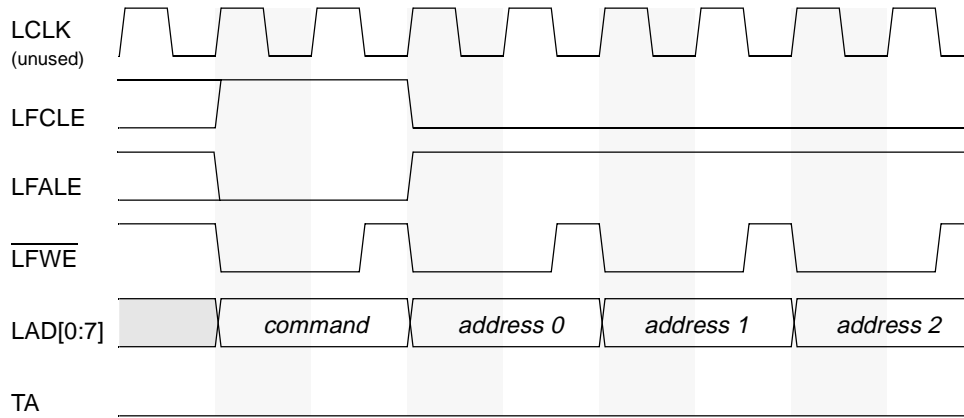 LCLK
(unused)
LFCLE
LFALE
LFWE
LAD[0:7] command address 0 address 1 address 2
TA